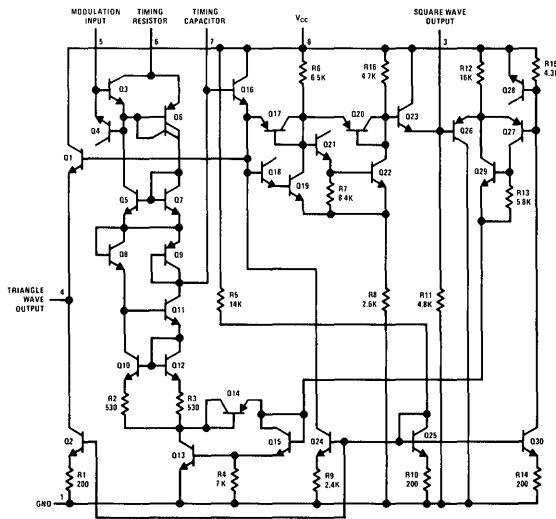 MODULATION
INPUT
TIMING
RESISTOR
TIMING
CAPACITOR
VCC
SQUARE WAVE
OUTPUT
5
6
7
8
3
Q3
Q4
Q6
Q16
R6
6.5K
R16
4.7K
Q23
R12
16K
Q28
R15
4.3K
Q17
Q20
Q21
Q26
Q27
Q1
Q18
Q19
Q22
Q29
R7
8.4K
R13
5.8K
Q5
Q7
Q8
Q9
TRIANGLE
WAVE
OUTPUT
4
R5
14K
R8
2.6K
R11
4.8K
Q11
Q10
Q12
R2
530
R3
530
Q14
Q2
Q13
Q15
Q24
Q25
Q30
R1
200
R4
7K
R9
2.4K
R10
200
R14
200
GND
1